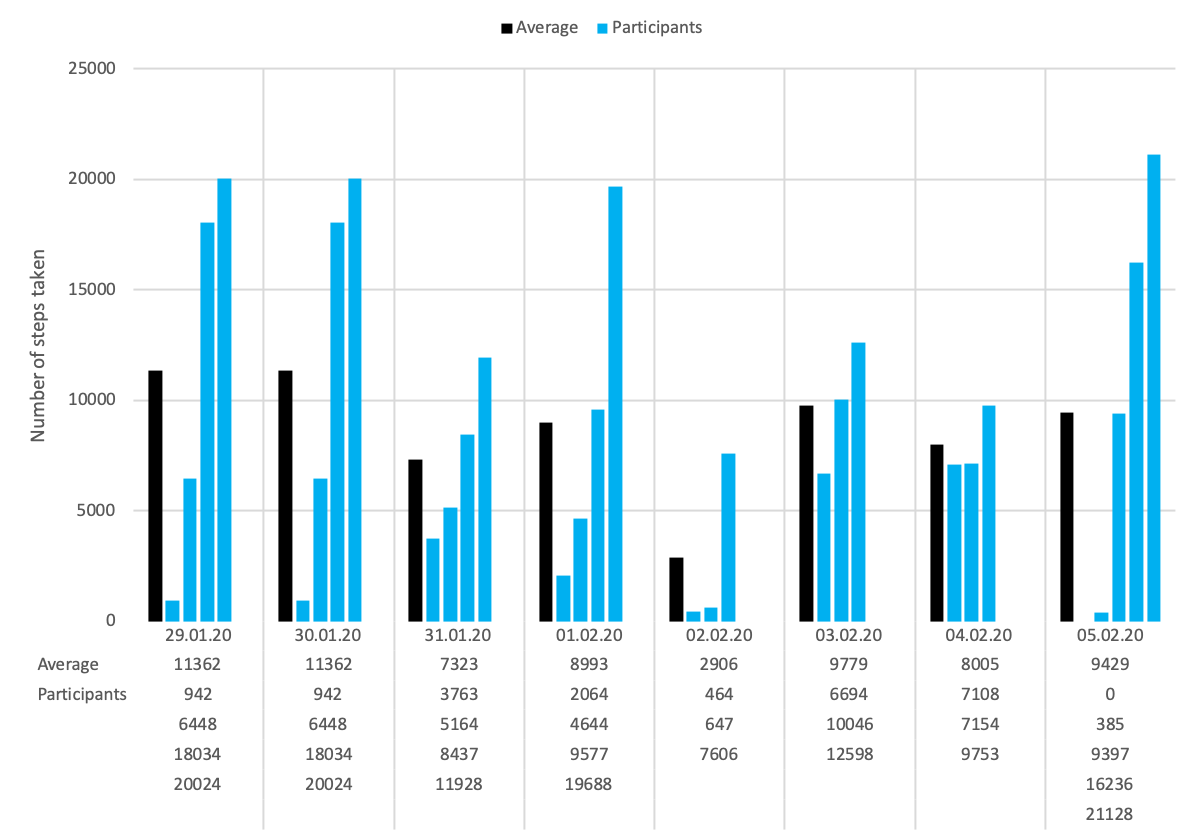 Average Participants
25000
20000
15000
10000
5000
0
Number of steps taken
29.01.20 30.01.20 31.01.20 01.02.20 02.02.20 03.02.20 04.02.20 05.02.20
Average 11362 11362 7323 8993 2906 9779 8005 9429
Participants 942 942 3763 2064 464 6694 7108 0
6448 6448 5164 4644 647 10046 7154 385
18034 18034 8437 9577 7606 12598 9753 9397
20024 20024 11928 19688 16236
21128